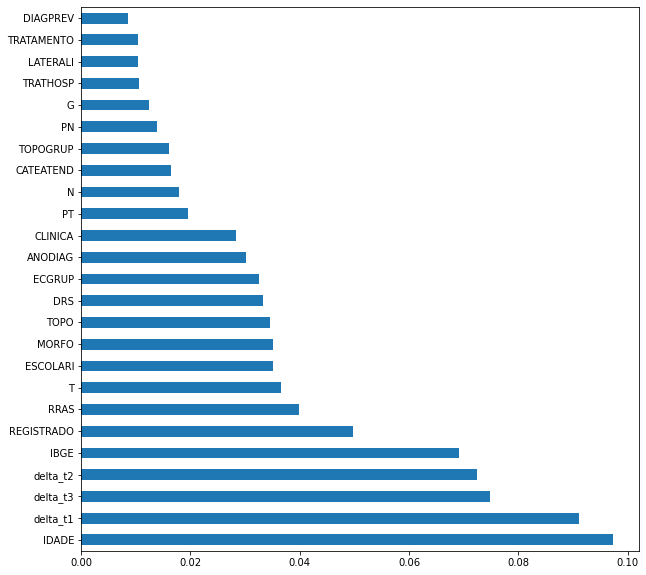 DIAGPREV
TRATAMENTO
LATERALI
TRATHOSP
G
PN
TOPOGRUP
CATEATEND
N
PT
CLINICA
ANODIAG
ECGRUP
DRS
TOPO
MORFO
ESCOLARI
T
RRAS
REGISTRADO
IBGE
delta_t2
delta_t3
delta_t1
IDADE
0.00 0.02 0.04 0.06 0.08 0.10